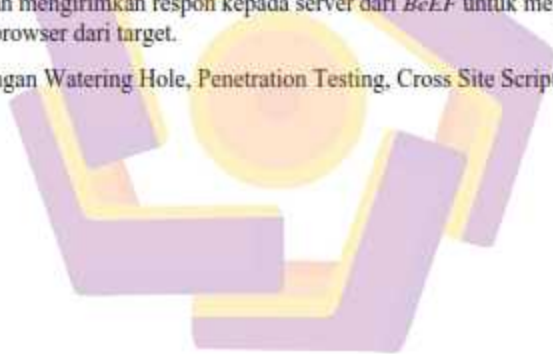 mengirimkan respon kepada server dari BeEF untuk me
browser dari target.
ngan Watering Hole, Penetration Testing, Cross Site Script